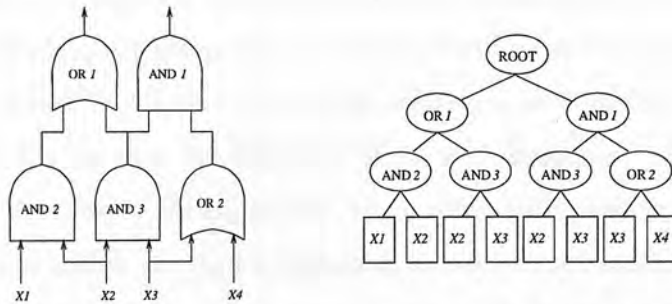 OR 1 AND 1
AND 2 AND 3 OR 2
X1 X2 X3 X4
ROOT
OR 1 AND 1
AND 2 AND 3 AND 3 OR 2
X1 X2 X2 X3 X2 X3 X3 X4